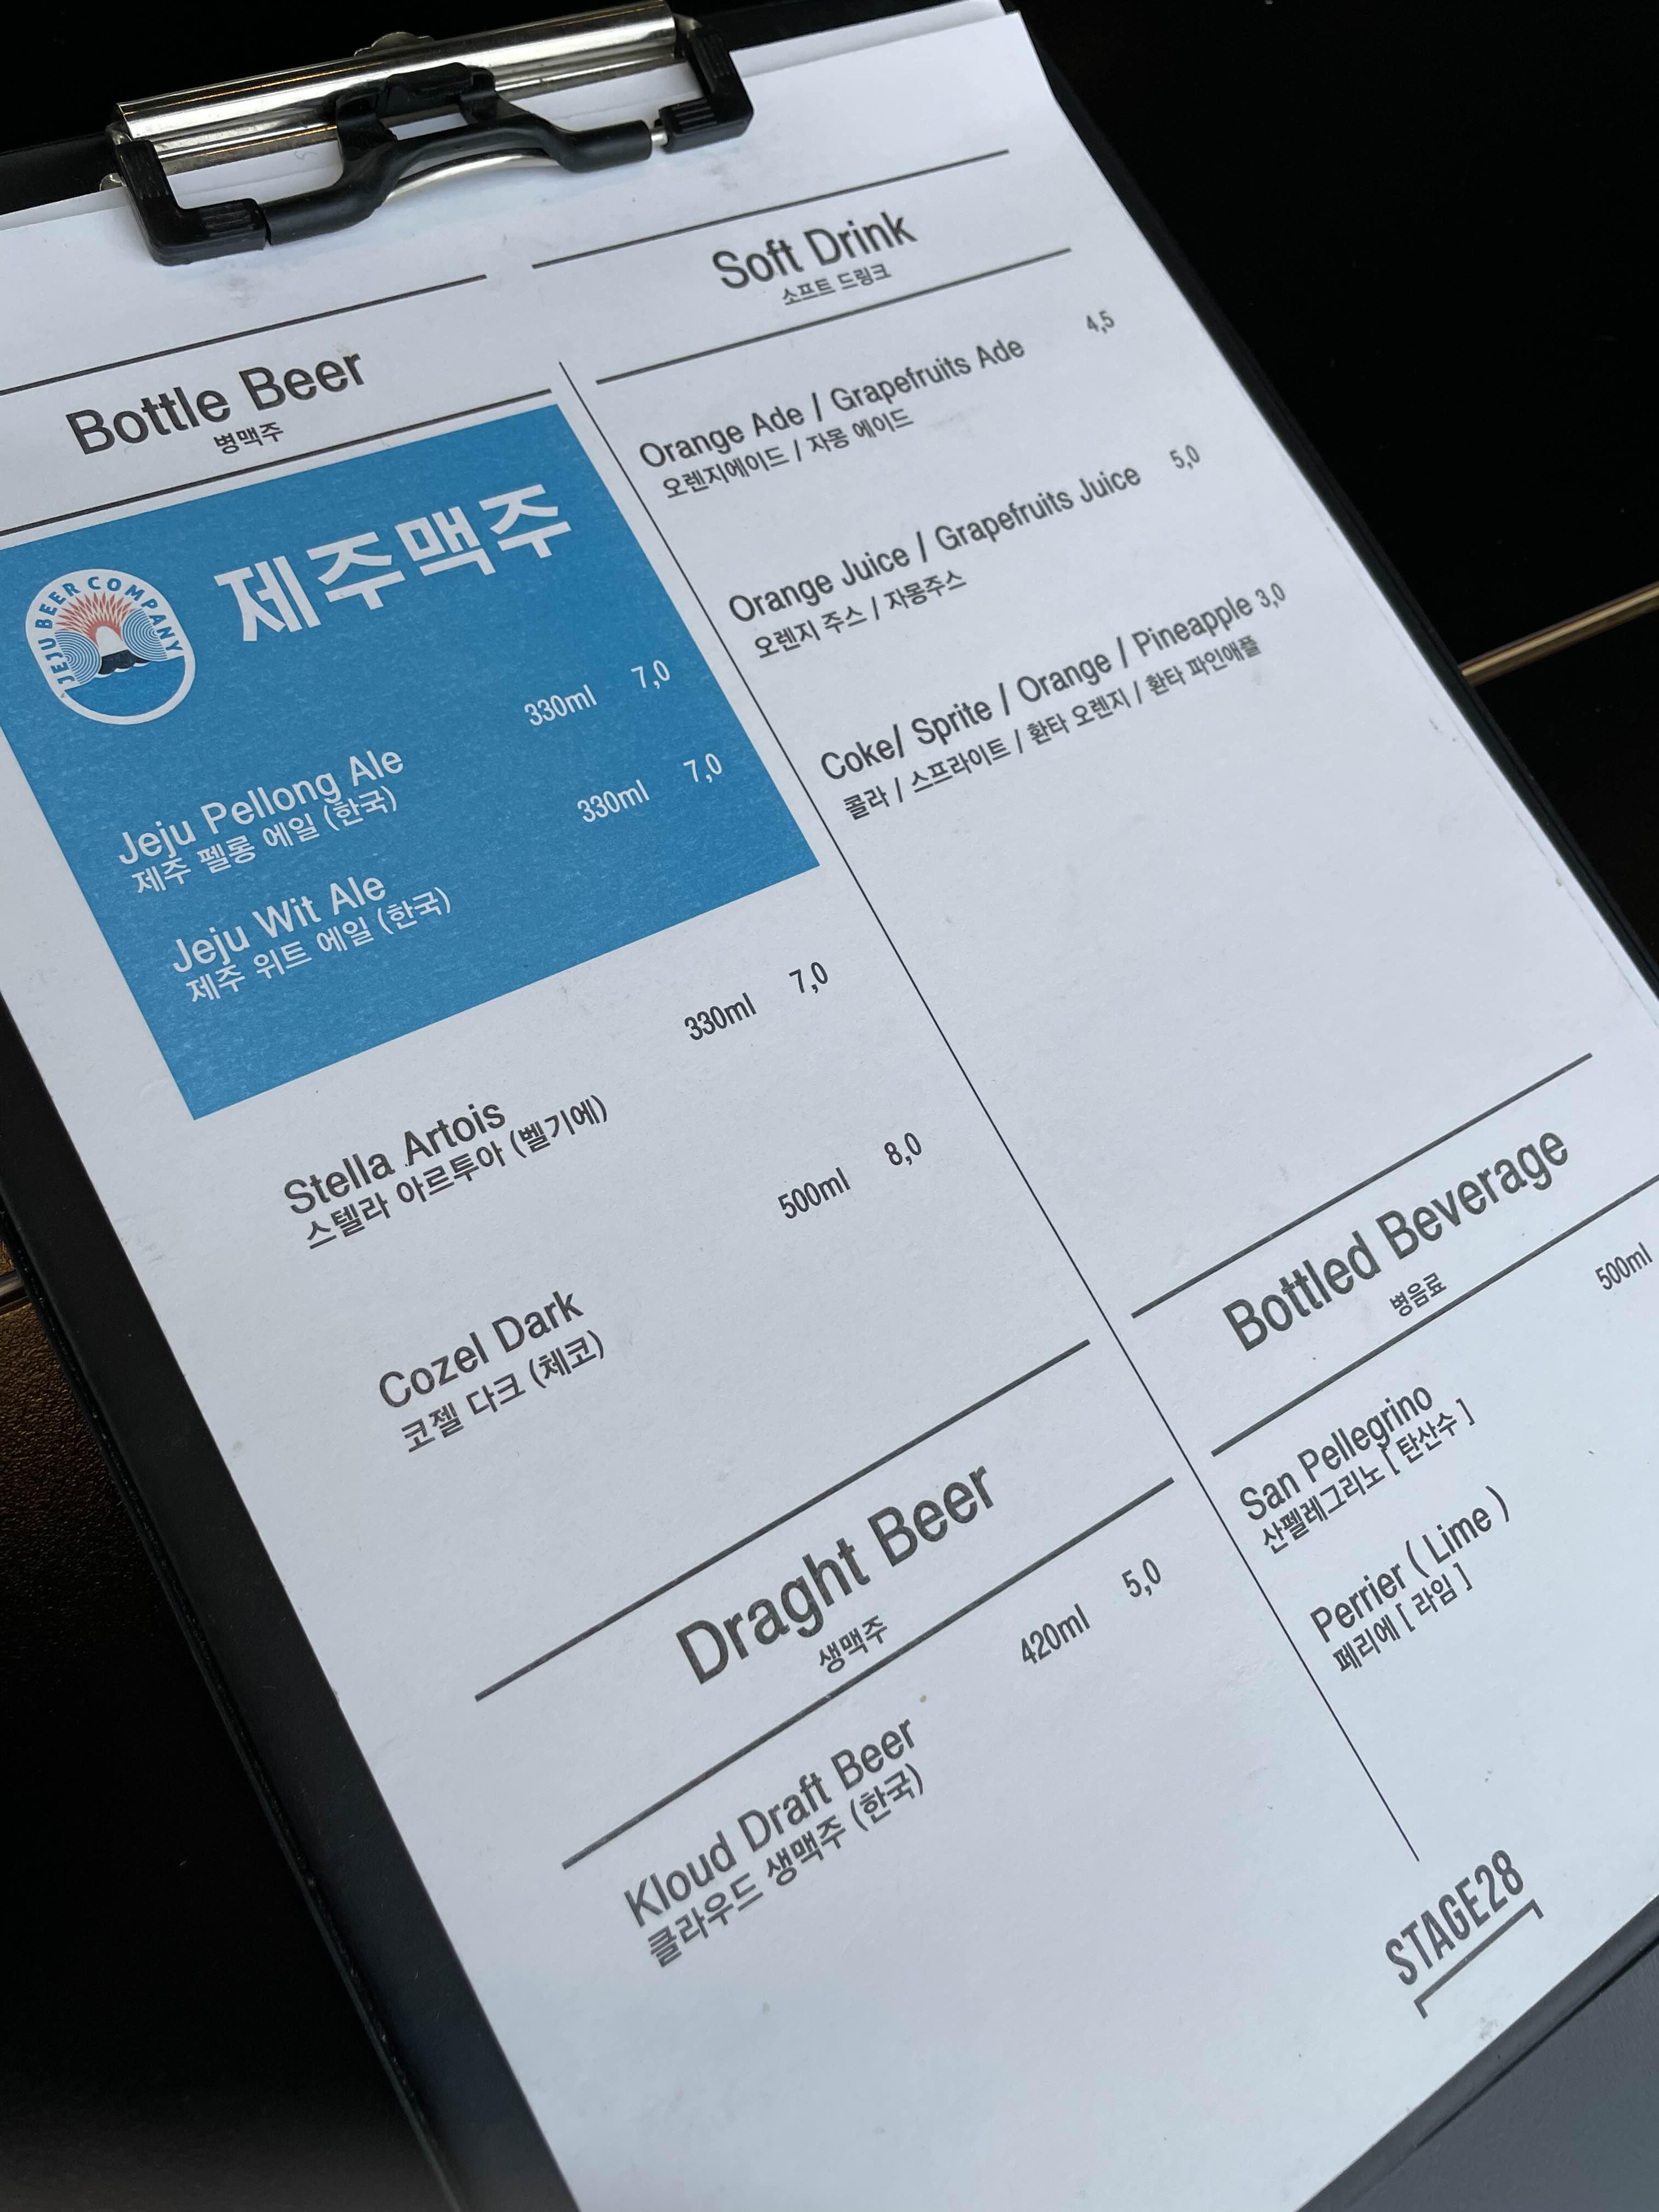 Bottle Beer
병맥주
JEJU BEER COMPANY
제주맥주
Jeju Pellong Ale 330ml 7,0
제주 펠롱 에일 (한국)
Jeju Wit Ale 330ml 7,0
제주 위트 에일 (한국)
Stella Artois 330ml 7,0
스텔라 아르투아 (벨기에)
Cozel Dark 500ml 8,0
코젤 다크 (체코)
Draght Beer
생맥주
Kloud Draft Beer 420ml 5,0
클라우드 생맥주 (한국)
Soft Drink
소프트 드링크
Orange Ade / Grapefruits Ade 4,5
오렌지에이드 / 자몽 에이드
Orange Juice / Grapefruits Juice 5,0
오렌지 주스 / 자몽주스
Coke/ Sprite / Orange / Pineapple 3,0
콜라 / 스프라이트 / 환타 오렌지 / 환타 파인애플
Bottled Beverage
병음료
San Pellegrino 500ml
산펠레그리노 [ 탄산수 ]
Perrier ( Lime )
페리에 [ 라임 ]
STAGE28